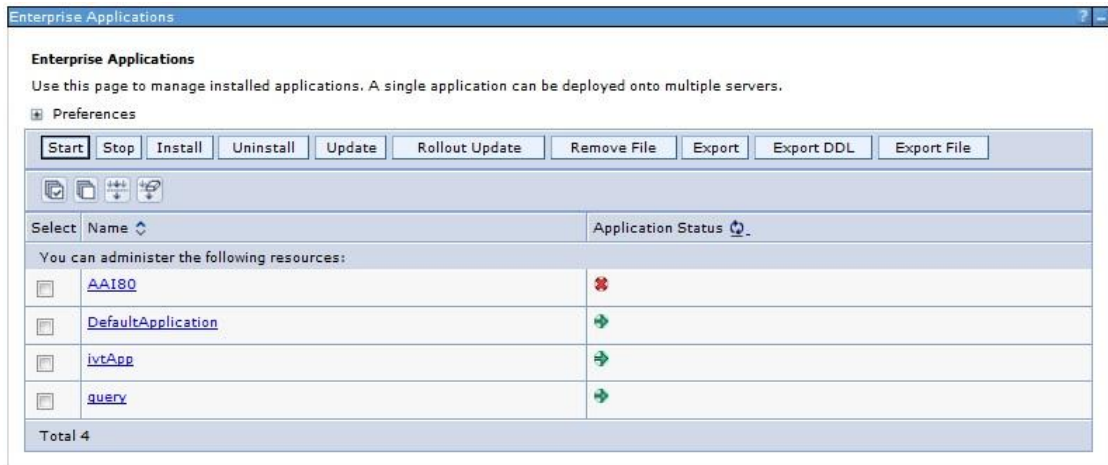 Enterprise Applications ? –
Enterprise Applications
Use this page to manage installed applications. A single application can be deployed onto multiple servers.
Preferences
Start Stop Install Uninstall Update Rollout Update Remove File Export Export DDL Export File
Select Name Application Status
You can administer the following resources:
AAI80
DefaultApplication
ivtApp
query
Total 4